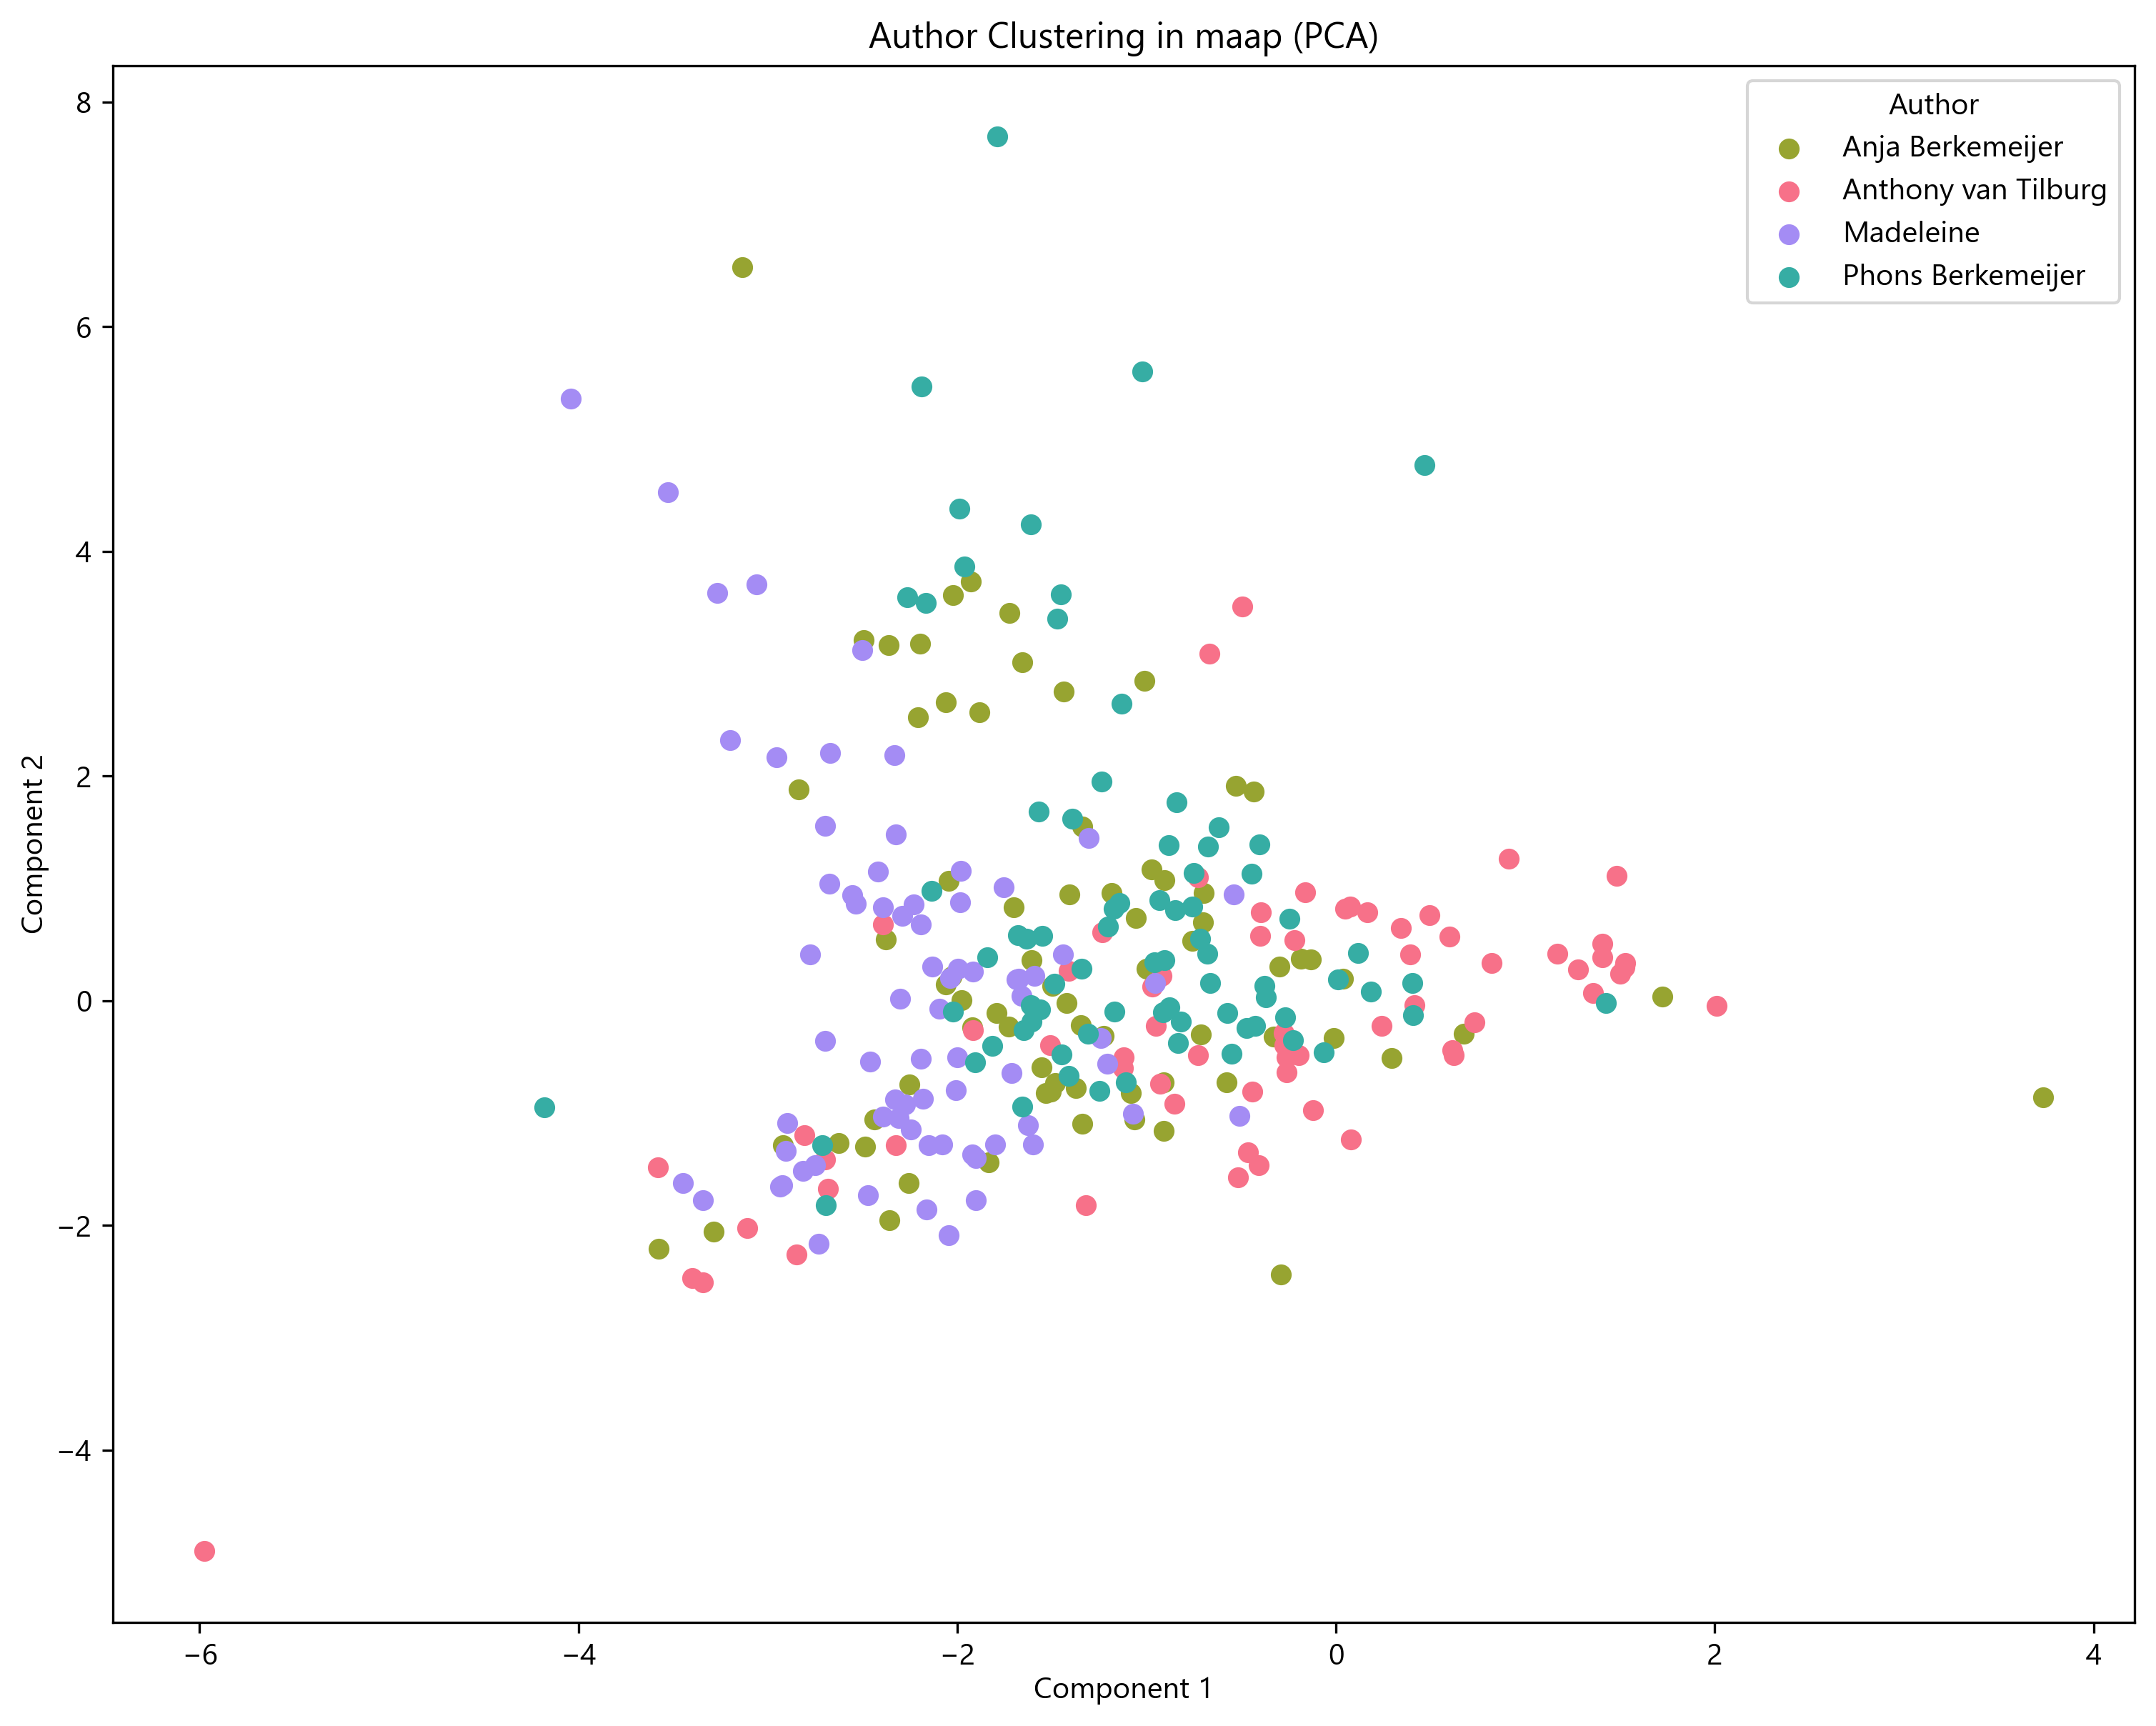 Author Clustering in maap (PCA)
Author
Anja Berkemeijer
Anthony van Tilburg
Madeleine
Phons Berkemeijer
8
6
4
2
0
−2
−4
Component 2
−6
−4
−2
0
2
4
Component 1